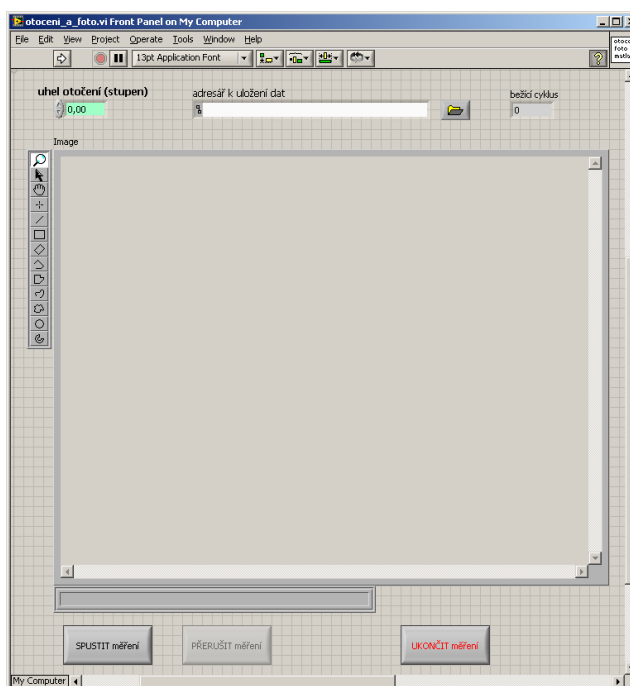 otoceni_a_foto.vi Front Panel on My Computer
File Edit View Project Operate Tools Window Help
otoce
foto
13pt Application Font
uhel otočení (stupen)
adresář k uložení dat
bežící cyklus
0,00
0
Image
SPUSTIT měření
PŘERUŠIT měření
UKONČIT měření
My Computer